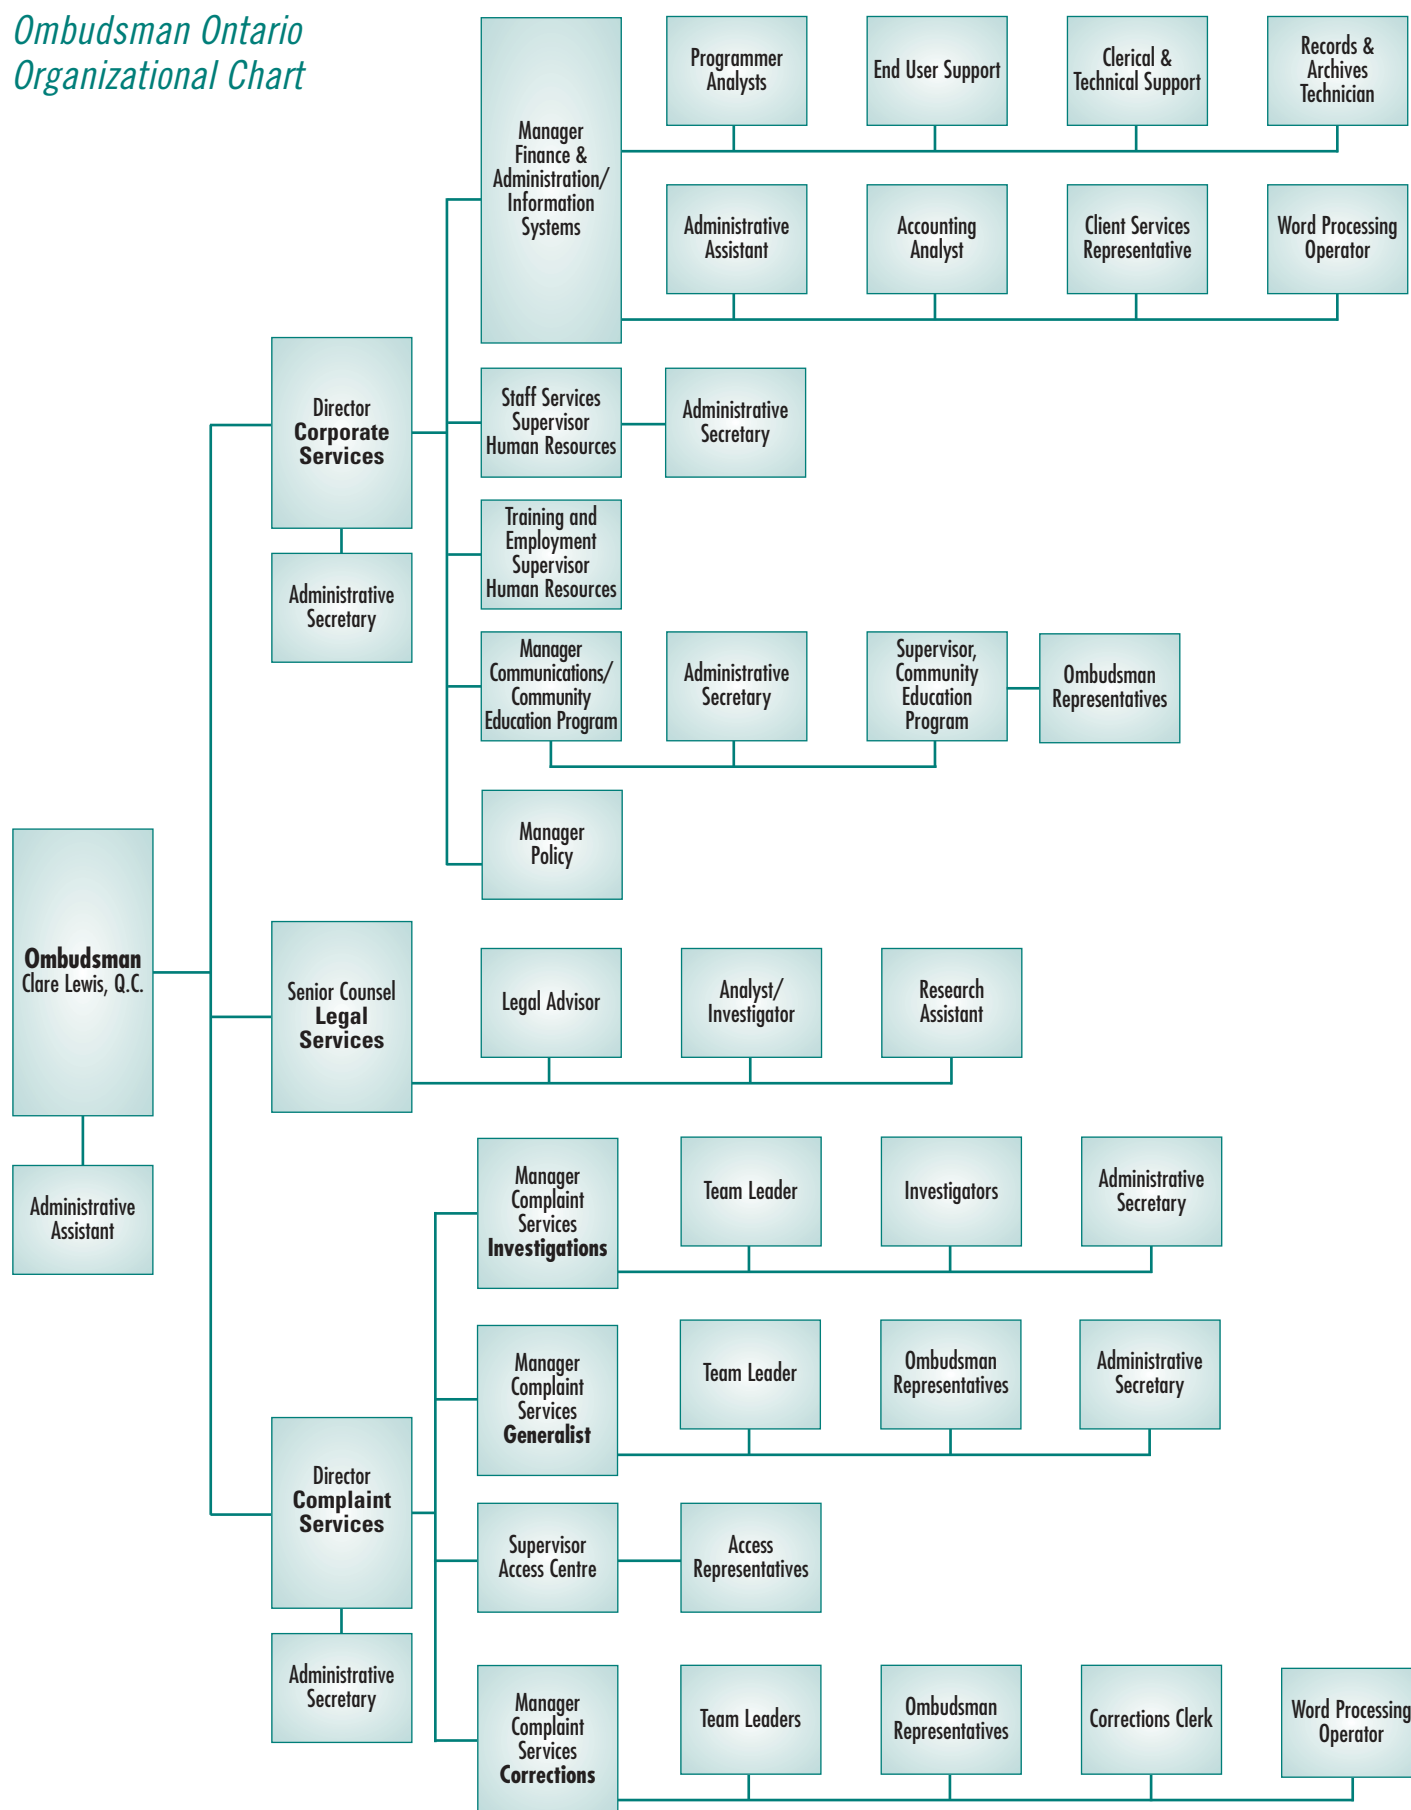 Ombudsman Ontario
Organizational Chart
Programmer
Analysts
End User Support
Clerical &
Technical Support
Records &
Archives
Technician
Manager
Finance &
Administration/
Information
Systems
Administrative
Assistant
Accounting
Analyst
Client Services
Representative
Word Processing
Operator
Director
Corporate
Services
Staff Services
Supervisor
Human Resources
Administrative
Secretary
Training and
Employment
Supervisor
Human Resources
Administrative
Secretary
Manager
Communications/
Community
Education Program
Administrative
Secretary
Supervisor,
Community
Education
Program
Ombudsman
Representatives
Manager
Policy
Ombudsman
Clare Lewis, Q.C.
Senior Counsel
Legal
Services
Legal Advisor
Analyst/
Investigator
Research
Assistant
Administrative
Assistant
Manager
Complaint
Services
Investigations
Team Leader
Investigators
Administrative
Secretary
Manager
Complaint
Services
Generalist
Team Leader
Ombudsman
Representatives
Administrative
Secretary
Director
Complaint
Services
Supervisor
Access Centre
Access
Representatives
Administrative
Secretary
Manager
Complaint
Services
Corrections
Team Leaders
Ombudsman
Representatives
Corrections Clerk
Word Processing
Operator